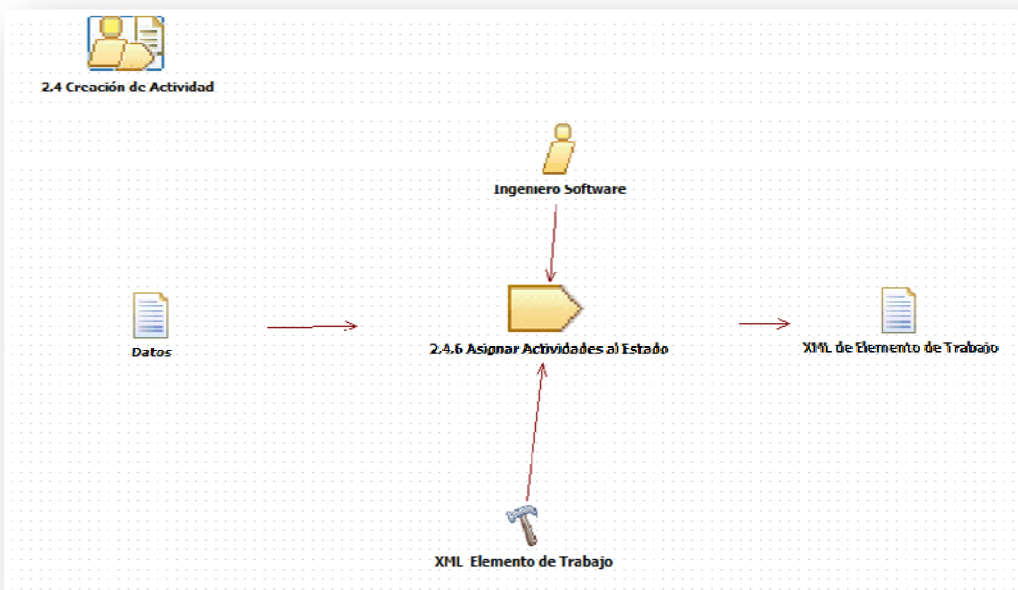 2.4 Creación de Actividad
Ingeniero Software
Datos
2.4.6 Asignar Actividades al Estado
XML de Elemento de Trabajo
XML Elemento de Trabajo